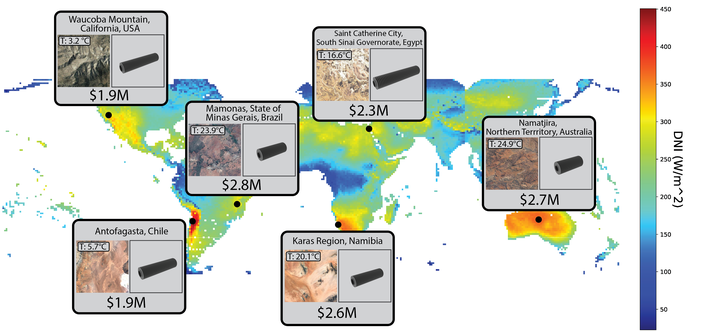 Waucoba Mountain,
California, USA
T: 3.2 °C
$1.9M
Saint Catherine City,
South Sinai Governorate, Egypt
T: 16.6°C
$2.3M
Mamonas, State of
Minas Gerais, Brazil
T: 23.9°C
$2.8M
Namatjira,
Northern Terrritory, Australia
T: 24.9°C
$2.7M
Antofagasta, Chile
T: 5.7°C
$1.9M
Karas Region, Namibia
T: 20.1°C
$2.6M
450
400
350
300
250
200
150
100
50
DNI (W/m^2)